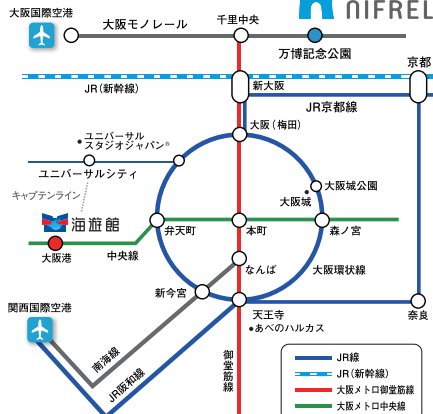 NIFREL
大阪国際空港
大阪モノレール
千里中央
万博記念公園
京都
JR(新幹線)
新大阪
JR京都線
大阪(梅田)
ユニバーサル
スタジオジャパン®
ユニバーサルシティ
キャプテンライン
大阪城公園
大阪城
海遊館
弁天町
本町
森ノ宮
大阪港
中央線
なんば
大阪環状線
新今宮
関西国際空港
天王寺
あべのハルカス
奈良
南海線
JR阪和線
御堂筋線
JR線
JR(新幹線)
大阪メトロ御堂筋線
大阪メトロ中央線